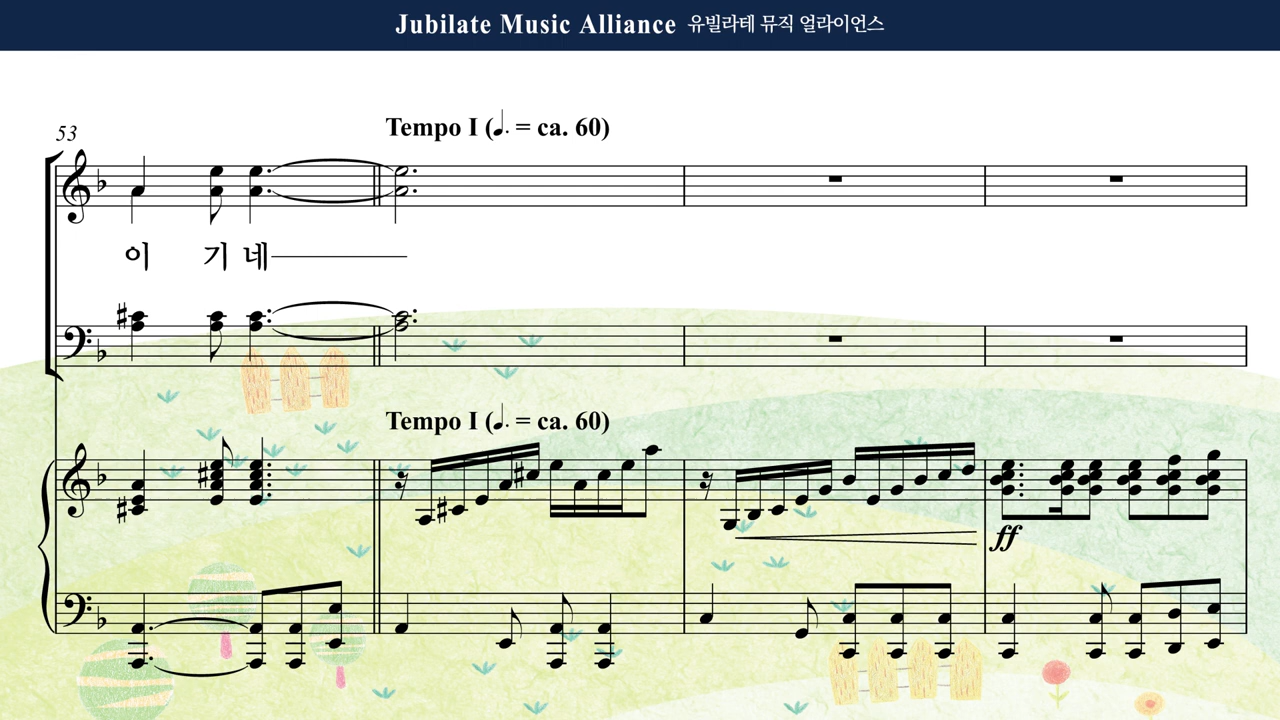 Jubilate Music Alliance 유빌라테 뮤직 얼라이언스
53
Tempo I (♩. = ca. 60)
이 기 네
Tempo I (♩. = ca. 60)
ff